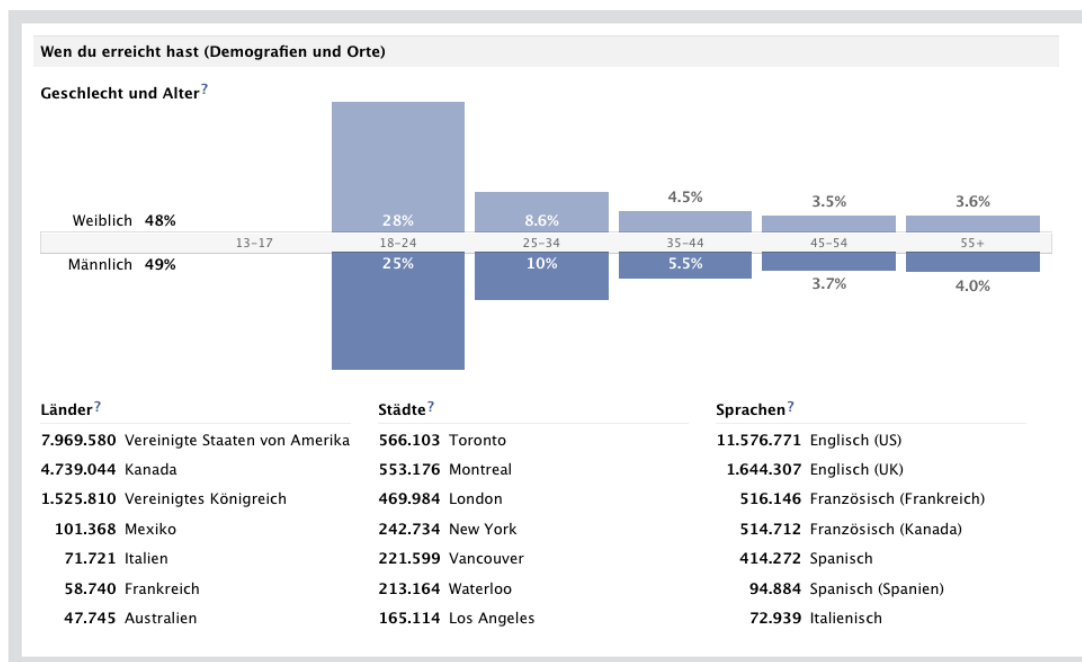 Wen du erreicht hast (Demografien und Orte)
Geschlecht und Alter?
4.5% 3.5% 3.6%
Weiblich 48% 28% 8.6%
13-17 18-24 25-34 35-44 45-54 55+
Männlich 49% 25% 10% 5.5%
3.7% 4.0%
Länder?
7.969.580 Vereinigte Staaten von Amerika
4.739.044 Kanada
1.525.810 Vereinigtes Königreich
101.368 Mexiko
71.721 Italien
58.740 Frankreich
47.745 Australien
Städte?
566.103 Toronto
553.176 Montreal
469.984 London
242.734 New York
221.599 Vancouver
213.164 Waterloo
165.114 Los Angeles
Sprachen?
11.576.771 Englisch (US)
1.644.307 Englisch (UK)
516.146 Französisch (Frankreich)
514.712 Französisch (Kanada)
414.272 Spanisch
94.884 Spanisch (Spanien)
72.939 Italienisch